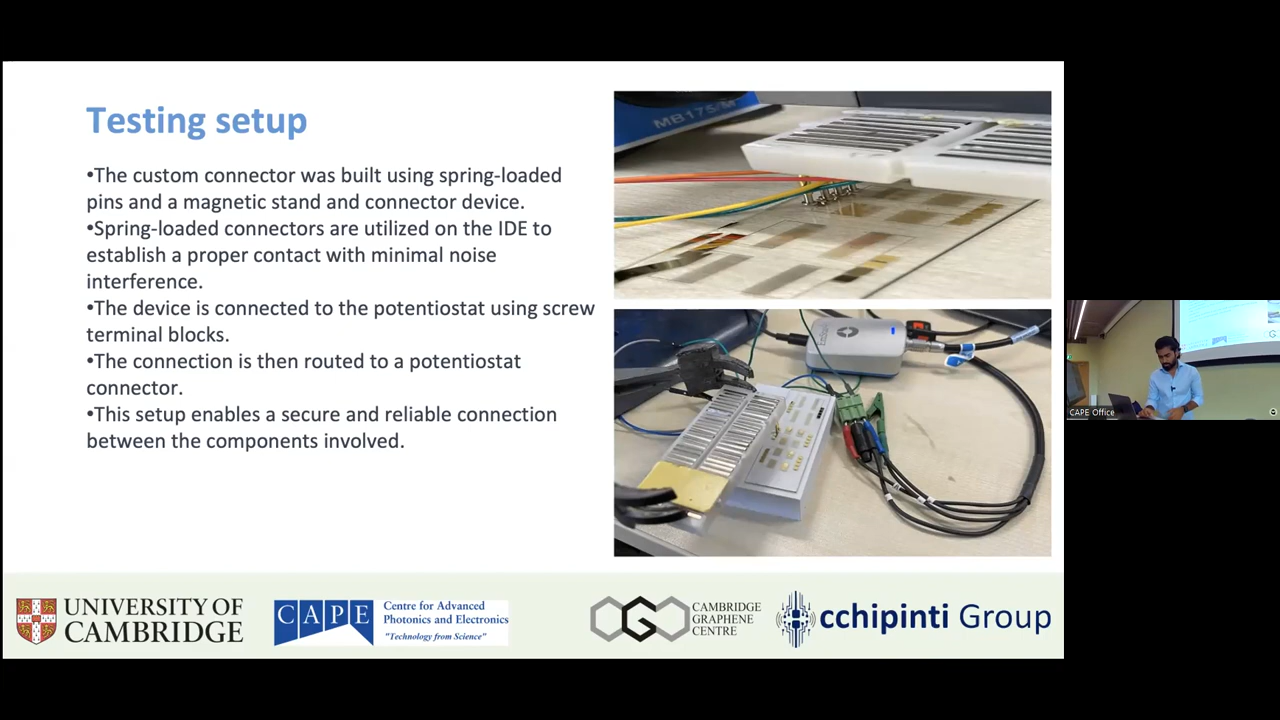 Testing setup
•The custom connector was built using spring-loaded
pins and a magnetic stand and connector device.
•Spring-loaded connectors are utilized on the IDE to
establish a proper contact with minimal noise
interference.
•The device is connected to the potentiostat using screw
terminal blocks.
•The connection is then routed to a potentiostat
connector.
•This setup enables a secure and reliable connection
between the components involved.
MB175/M
CAPE Office
UNIVERSITY OF
CAMBRIDGE
CAPE
Centre for Advanced
Photonics and Electronics
"Technology from Science"
CAMBRIDGE
GRAPHENE
CENTRE
cchipinti Group